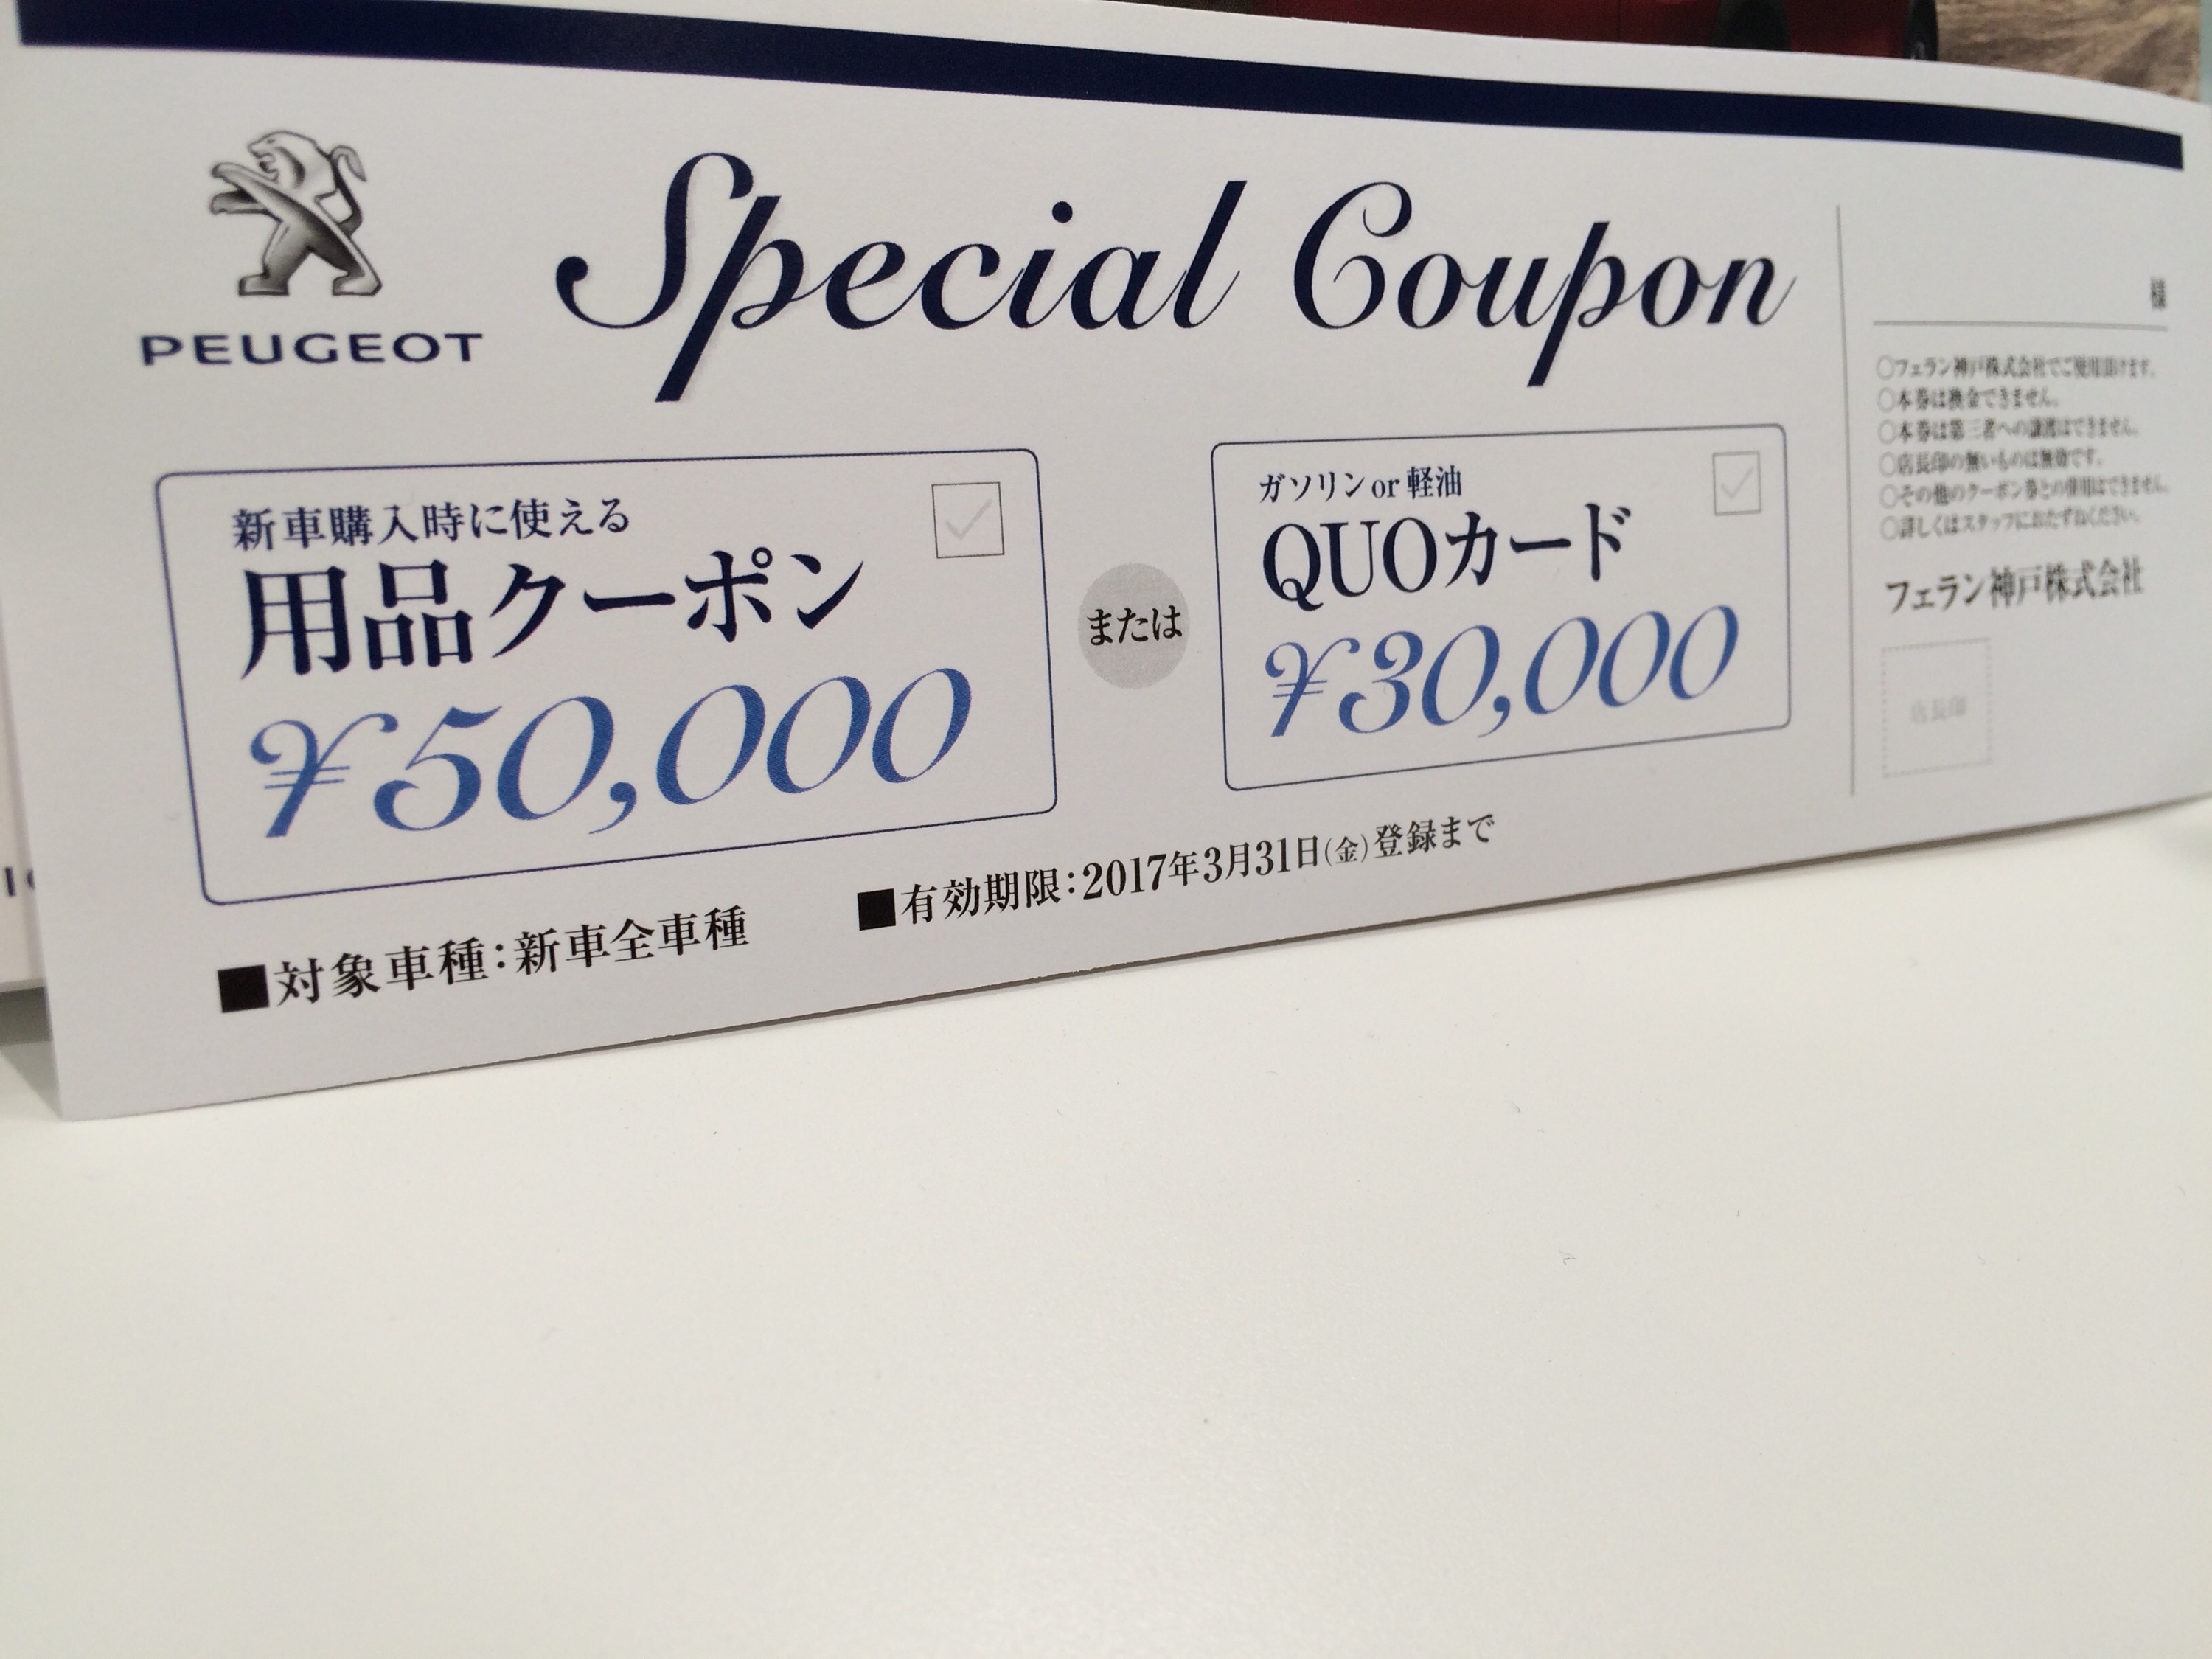 PEUGEOT
Special Coupon
新車購入時に使える
用品クーポン
¥50,000
または
ガソリンor軽油
QUOカード
¥30,000
■対象車種：新車全車種
■有効期限：2017年3月31日(金)登録まで
様
○フェラン神戸株式会社でご使用頂けます。
○本券は換金できません。
○本券は第三者への譲渡はできません。
○店長印の無いものは無効です。
○その他のクーポン券との併用はできません。
○詳しくはスタッフにおたずねください。
フェラン神戸株式会社
店長印